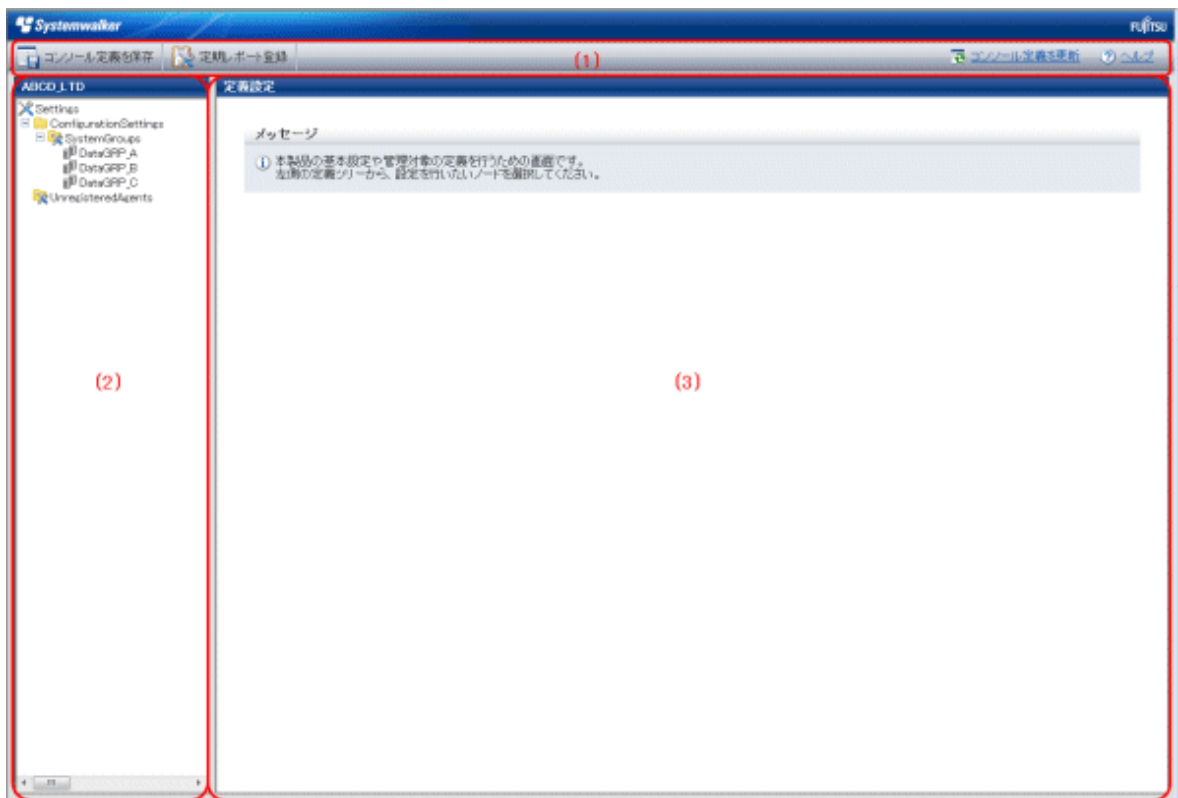 Systemwalker
FUJITSU
コンソール定義を保存
定期レポート登録
(1)
コンソール定義を更新
ヘルプ
ABCD_LTD
定義設定
Settings
ConfigurationSettings
SystemGroups
DataGRP_A
DataGRP_B
DataGRP_C
UnregisteredAgents
メッセージ
本製品の基本設定や管理対象の定義を行うための画面です。
左側の定義ツリーから、設定を行いたいノードを選択してください。
(2)
(3)